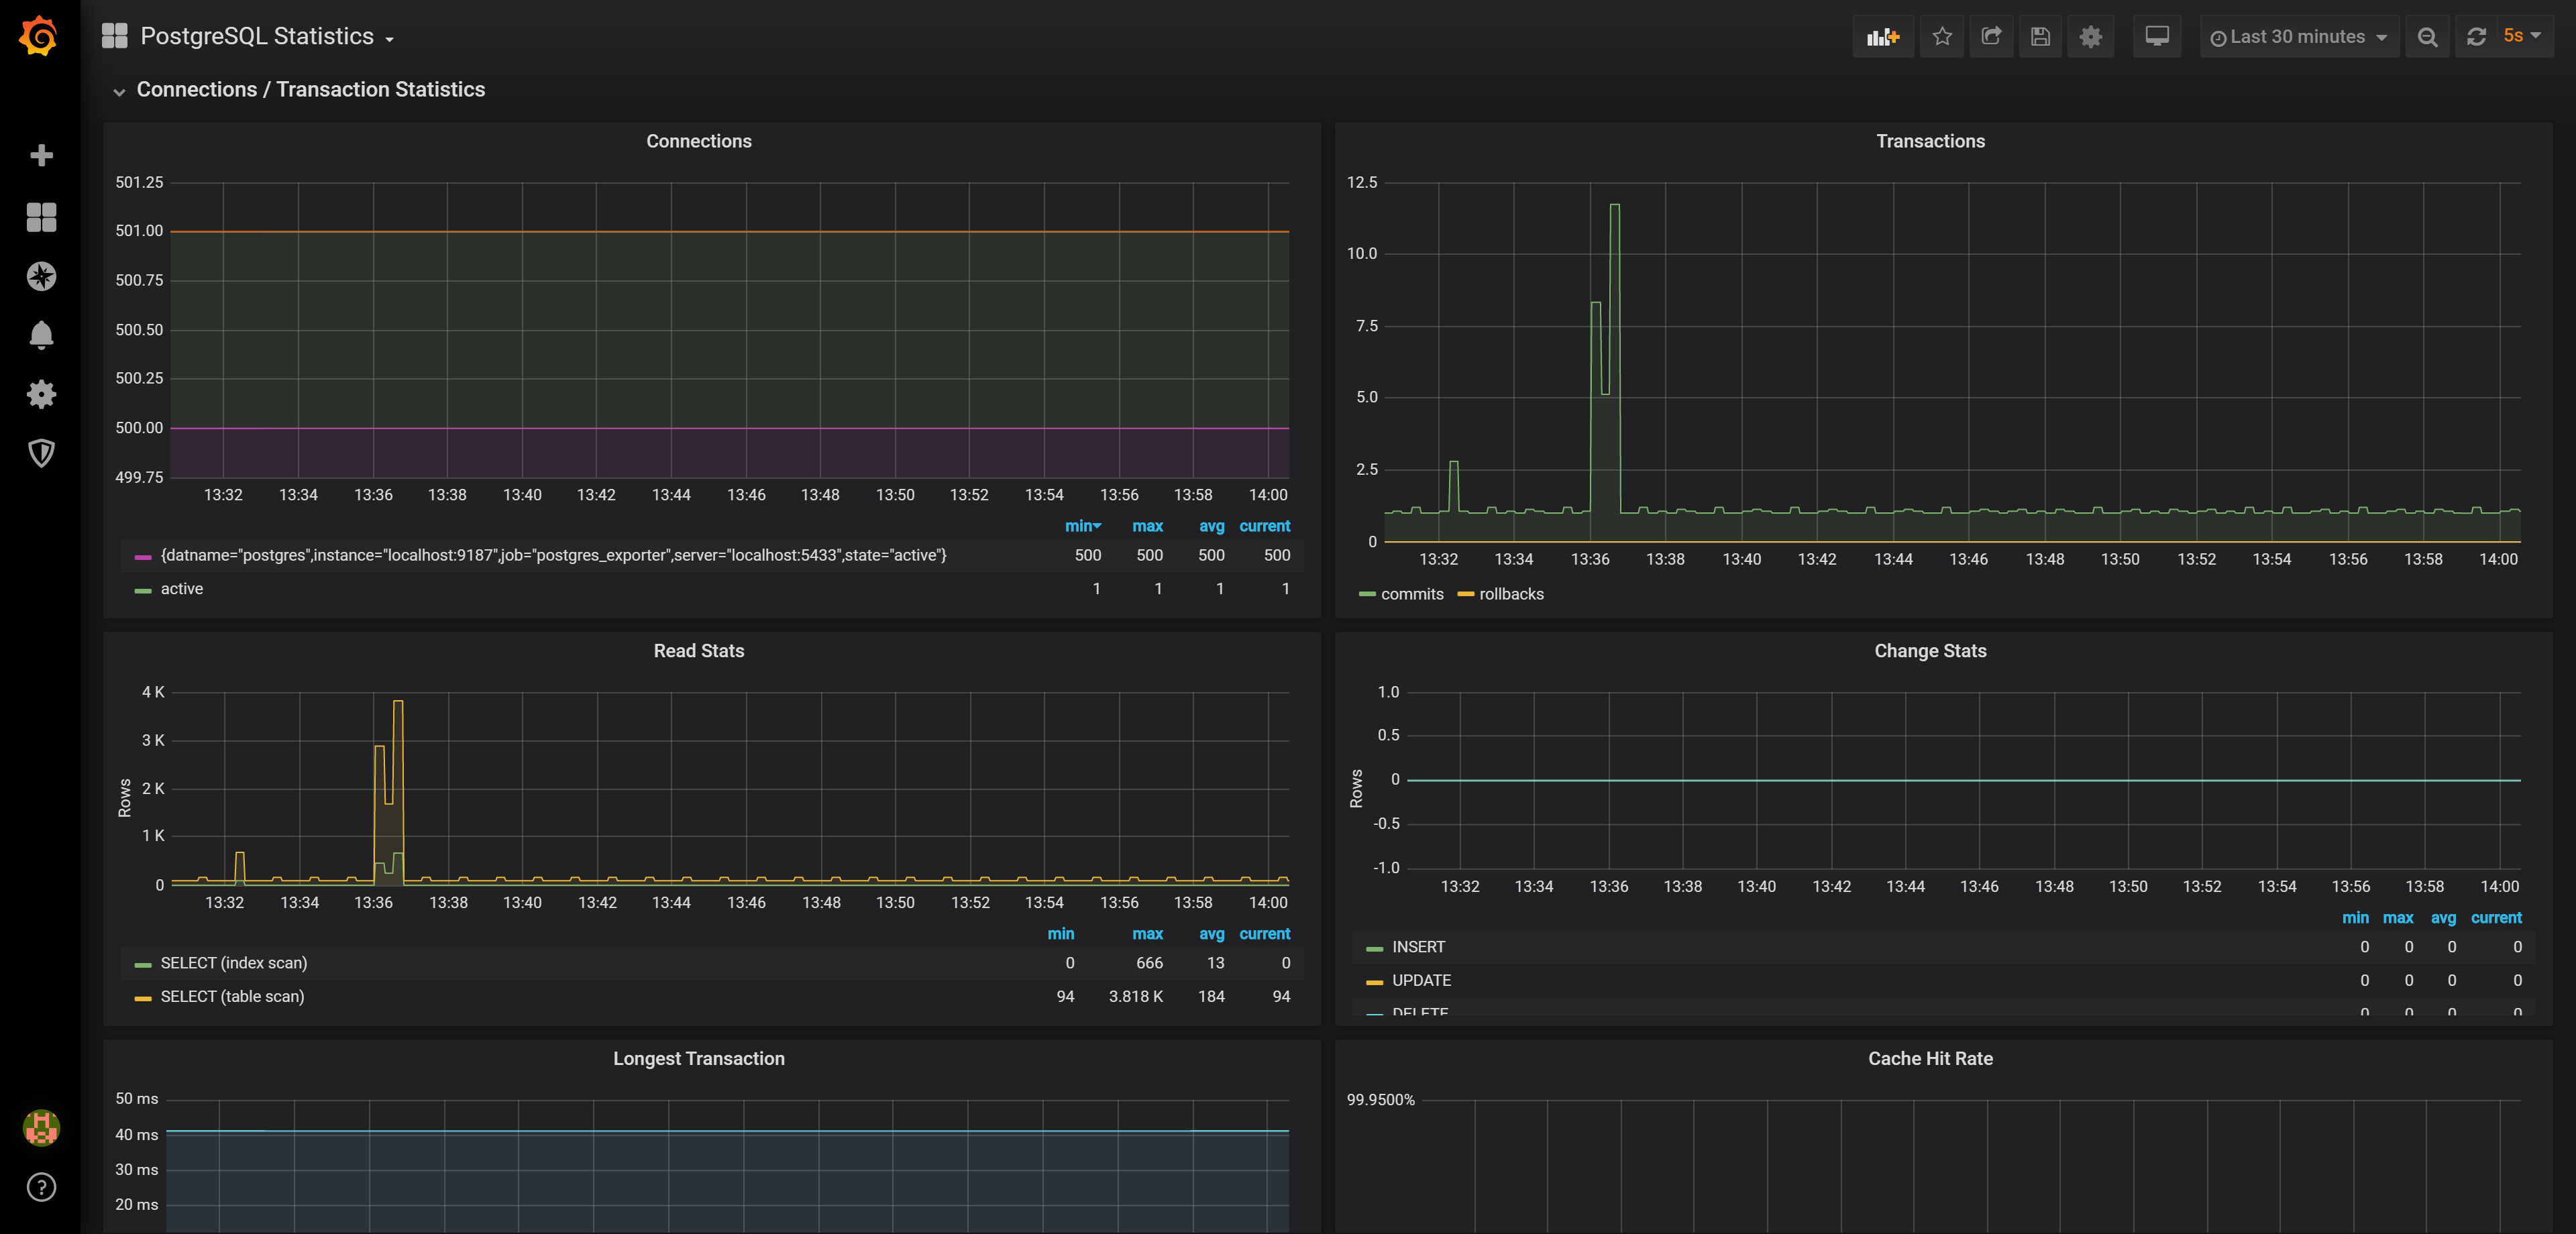 PostgreSQL Statistics
Last 30 minutes
5s
Connections / Transaction Statistics
Connections
501.25
501.00
500.75
500.50
500.25
500.00
499.75
13:32 13:34 13:36 13:38 13:40 13:42 13:44 13:46 13:48 13:50 13:52 13:54 13:56 13:58 14:00
min max avg current
{datname="postgres",instance="localhost:9187",job="postgres_exporter",server="localhost:5433",state="active"} 500 500 500 500
active 1 1 1 1
Transactions
12.5
10.0
7.5
5.0
2.5
0
13:32 13:34 13:36 13:38 13:40 13:42 13:44 13:46 13:48 13:50 13:52 13:54 13:56 13:58 14:00
commits rollbacks
Read Stats
Rows
4 K
3 K
2 K
1 K
0
13:32 13:34 13:36 13:38 13:40 13:42 13:44 13:46 13:48 13:50 13:52 13:54 13:56 13:58 14:00
min max avg current
SELECT (index scan) 0 666 13 0
SELECT (table scan) 94 3.818 K 184 94
Change Stats
Rows
1.0
0.5
0
-0.5
-1.0
13:32 13:34 13:36 13:38 13:40 13:42 13:44 13:46 13:48 13:50 13:52 13:54 13:56 13:58 14:00
min max avg current
INSERT 0 0 0 0
UPDATE 0 0 0 0
DELETE 0 0 0 0
Longest Transaction
50 ms
40 ms
30 ms
20 ms
Cache Hit Rate
99.9500%